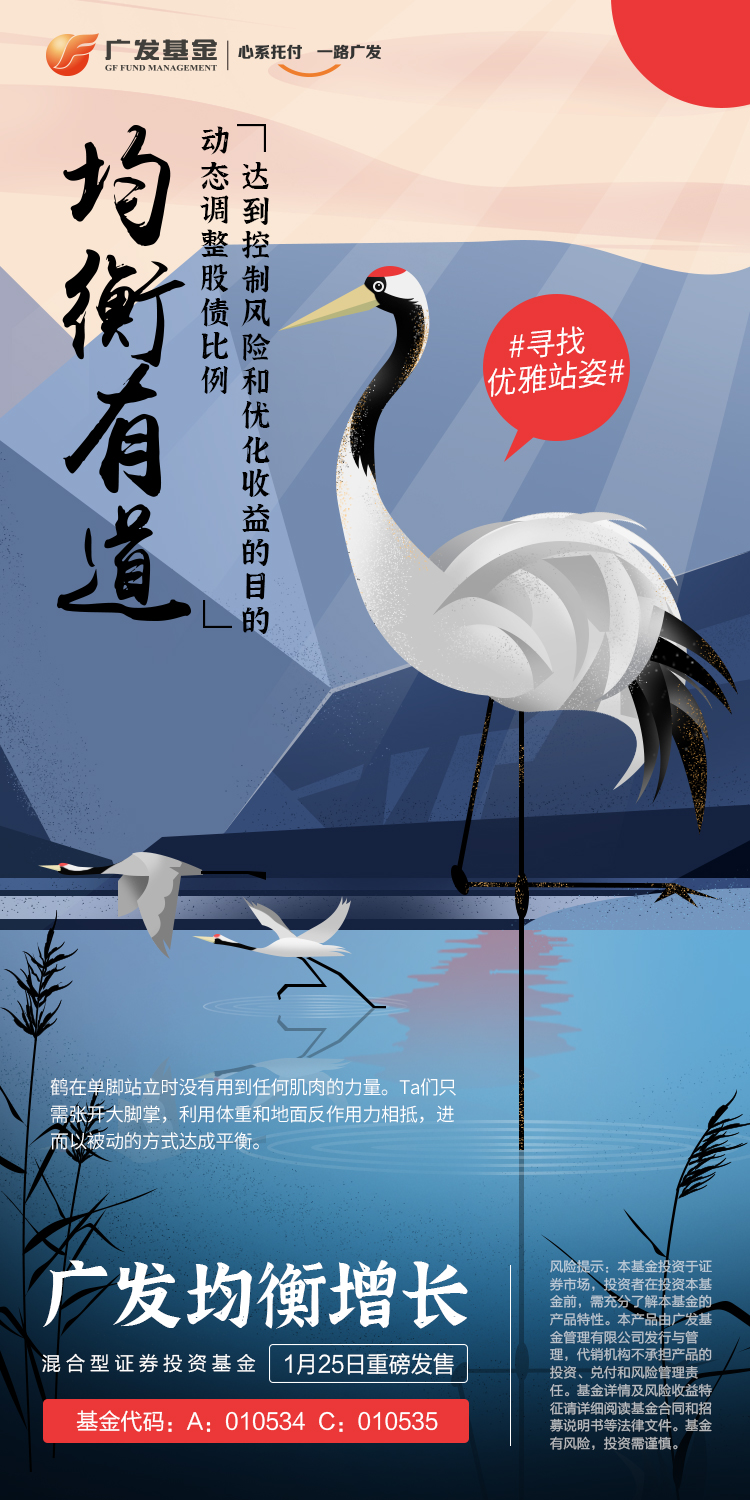 广发基金
GF FUND MANAGEMENT
心系托付 一路广发
均衡有道
动态调整股债比例
达到控制风险和优化收益的目的
#寻找
优雅站姿#
鹤在单脚站立时没有用到任何肌肉的力量。Ta们只
需张开大脚掌，利用体重和地面反作用力相抵，进
而以被动的方式达成平衡。
广发均衡增长
混合型证券投资基金
1月25日重磅发售
基金代码：A：010534 C：010535
风险提示：本基金投资于证
券市场，投资者在投资本基
金前，需充分了解本基金的
产品特性。本产品由广发基
金管理有限公司发行与管
理，代销机构不承担产品的
投资、兑付和风险管理责
任。基金详情及风险收益特
征请详细阅读基金合同和招
募说明书等法律文件。基金
有风险，投资需谨慎。